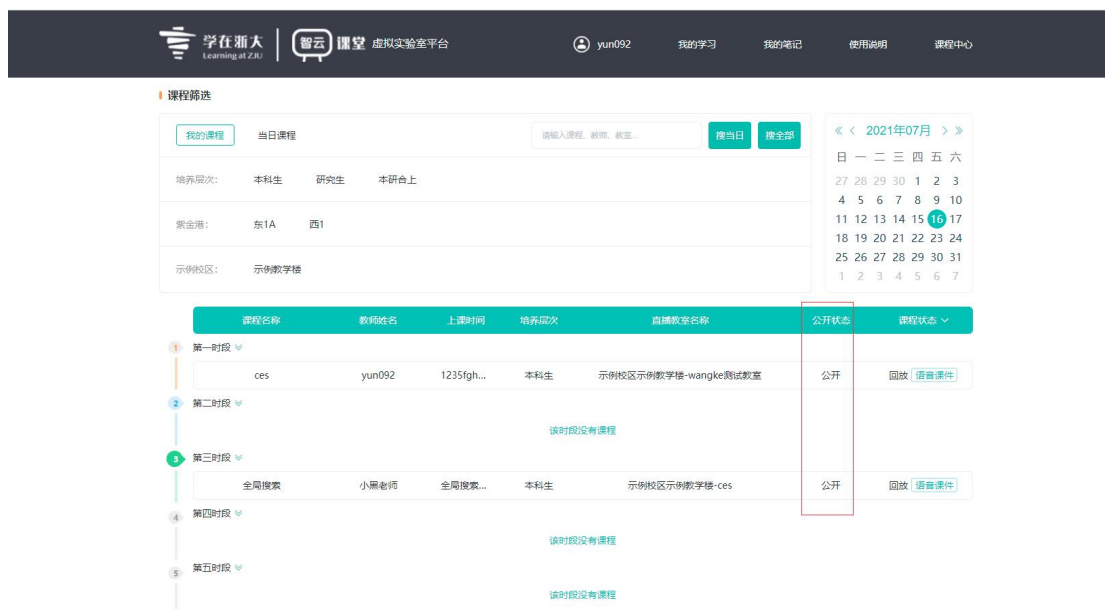 学在浙大 智云 课堂 虚拟实验室平台 yun092 我的学习 我的笔记 使用说明 课程中心
Learning at ZJU
课程筛选
我的课程 当日课程 请输入课程、教师、教室... 搜当日 搜全部
培养层次: 本科生 研究生 本研合上
紫金港: 东1A 西1
示例校区: 示例教学楼
« < 2021年07月 > »
日 一 二 三 四 五 六
27 28 29 30 1 2 3
4 5 6 7 8 9 10
11 12 13 14 15 16 17
18 19 20 21 22 23 24
25 26 27 28 29 30 31
1 2 3 4 5 6 7
课程名称 教师姓名 上课时间 培养层次 直播教室名称 公开状态 课程状态
1 第一时段
ces yun092 1235fgh... 本科生 示例校区示例教学楼-wangke测试教室 公开 回放 语音课件
2 第二时段
该时段没有课程
3 第三时段
全局搜索 小黑老师 全局搜索... 本科生 示例校区示例教学楼-ces 公开 回放 语音课件
4 第四时段
该时段没有课程
5 第五时段
该时段没有课程